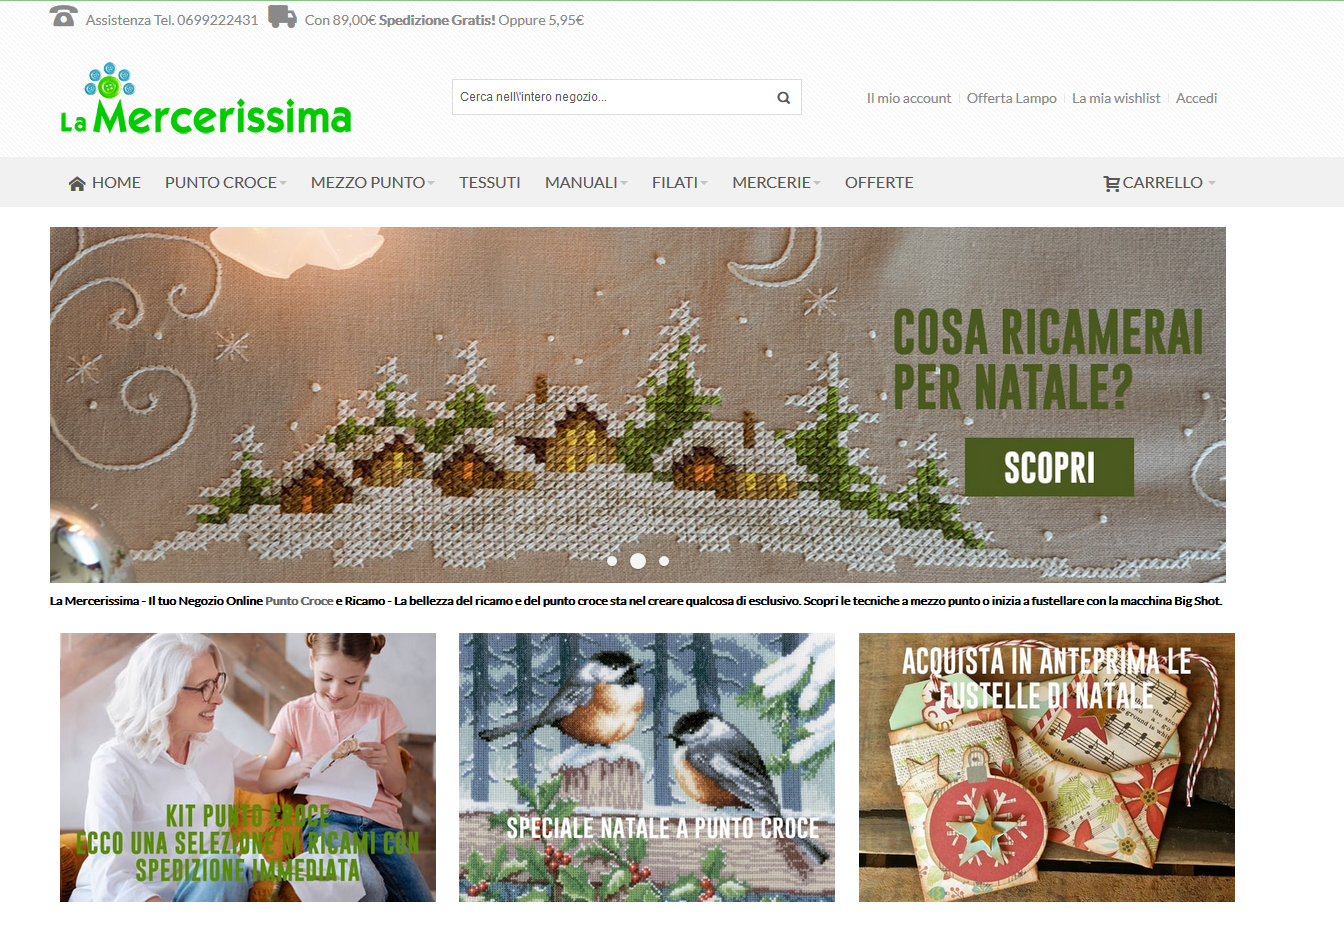 Assistenza Tel. 0699222431 Con 89,00€ Spedizione Gratis! Oppure 5,95€
La Mercerissima
Cerca nell\'intero negozio...
Il mio account Offerta Lampo La mia wishlist Accedi
HOME PUNTO CROCE MEZZO PUNTO TESSUTI MANUALI FILATI MERCERIE OFFERTE CARRELLO
COSA RICAMERAI
PER NATALE?
SCOPRI
La Mercerissima - Il tuo Negozio Online Punto Croce e Ricamo - La bellezza del ricamo e del punto croce sta nel creare qualcosa di esclusivo. Scopri le tecniche a mezzo punto o inizia a fustellare con la macchina Big Shot.
KIT PUNTO CROCE
ECCO UNA SELEZIONE DI RICAMI CON
SPEDIZIONE IMMEDIATA
SPECIALE NATALE A PUNTO CROCE
ACQUISTA IN ANTEPRIMA LE
FUSTELLE DI NATALE